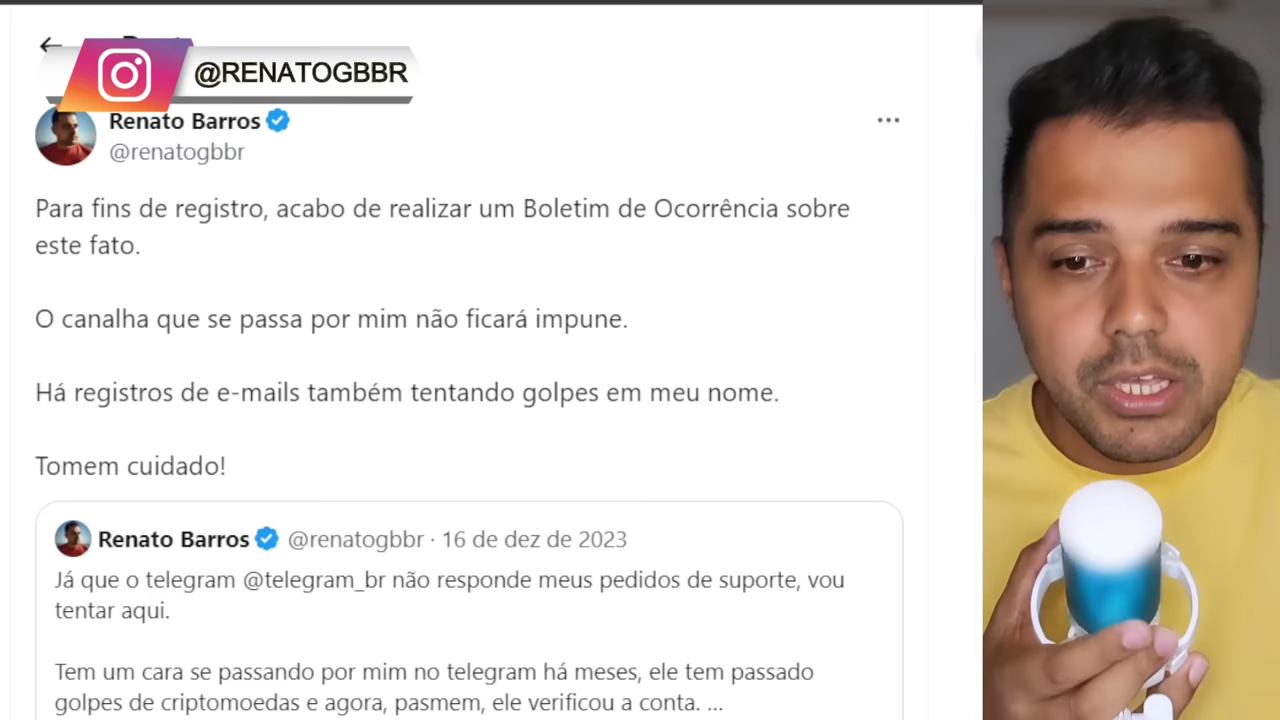 @RENATOGBBR
Renato Barros
@renatogbbr
Para fins de registro, acabo de realizar um Boletim de Ocorrência sobre
este fato.
O canalha que se passa por mim não ficará impune.
Há registros de e-mails também tentando golpes em meu nome.
Tomem cuidado!
Renato Barros @renatogbbr · 16 de dez de 2023
Já que o telegram @telegram_br não responde meus pedidos de suporte, vou
tentar aqui.
Tem um cara se passando por mim no telegram há meses, ele tem passado
golpes de criptomoedas e agora, pasmem, ele verificou a conta. ...